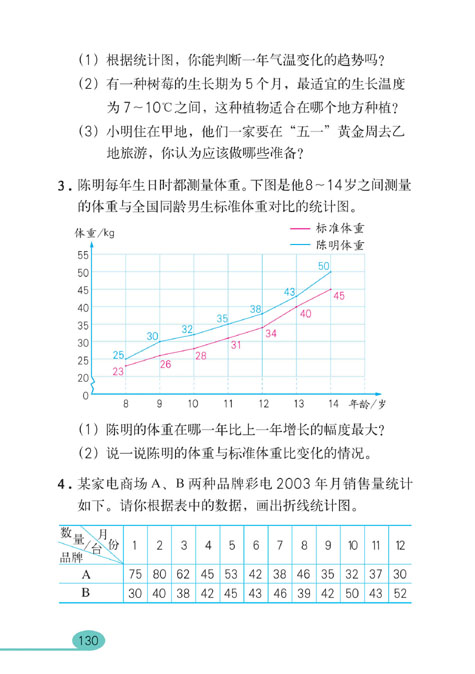 （1）根据统计图，你能判断一年气温变化的趋势吗？
（2）有一种树莓的生长期为5个月，最适宜的生长温度
为7～10℃之间，这种植物适合在哪个地方种植？
（3）小明住在甲地，他们一家要在“五一”黄金周去乙
地旅游，你认为应该做哪些准备？
3．陈明每年生日时都测量体重。下图是他8～14岁之间测量
的体重与全国同龄男生标准体重对比的统计图。
体重/kg
标准体重
陈明体重
55
50
45
40
35
30
25
20
0
25 30 32 35 38 43 50
23 26 28 31 34 40 45
8 9 10 11 12 13 14 年龄/岁
（1）陈明的体重在哪一年比上一年增长的幅度最大？
（2）说一说陈明的体重与标准体重比变化的情况。
4．某家电商场A、B两种品牌彩电2003年月销售量统计
如下。请你根据表中的数据，画出折线统计图。
数量/台 月份 品牌 1 2 3 4 5 6 7 8 9 10 11 12
A 75 80 62 45 53 42 38 46 35 32 37 30
B 30 40 38 42 45 43 46 39 42 50 43 52
130